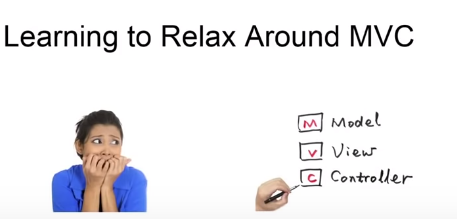 Learning to Relax Around MVC
M Model
V View
C Controller